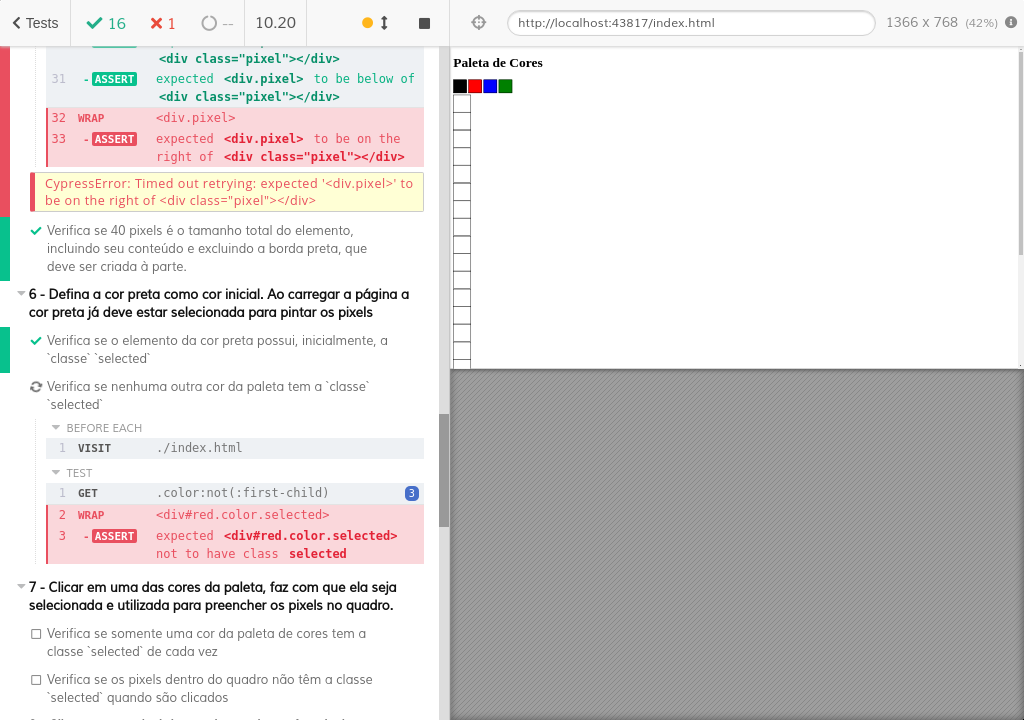 Tests
16
1
--
10.20
http://localhost:43817/index.html
1366 x 768 (42%)
<div class="pixel"></div>
31 - ASSERT expected <div.pixel> to be below of
<div class="pixel"></div>
32 WRAP <div.pixel>
33 - ASSERT expected <div.pixel> to be on the
right of <div class="pixel"></div>
CypressError: Timed out retrying: expected '<div.pixel>' to
be on the right of <div class="pixel"></div>
Verifica se 40 pixels é o tamanho total do elemento,
incluindo seu conteúdo e excluindo a borda preta, que
deve ser criada à parte.
6 - Defina a cor preta como cor inicial. Ao carregar a página a
cor preta já deve estar selecionada para pintar os pixels
Verifica se o elemento da cor preta possui, inicialmente, a
`classe` `selected`
Verifica se nenhuma outra cor da paleta tem a `classe`
`selected`
BEFORE EACH
1 VISIT ./index.html
TEST
1 GET .color:not(:first-child) 3
2 WRAP <div#red.color.selected>
3 - ASSERT expected <div#red.color.selected>
not to have class selected
7 - Clicar em uma das cores da paleta, faz com que ela seja
selecionada e utilizada para preencher os pixels no quadro.
Verifica se somente uma cor da paleta de cores tem a
classe `selected` de cada vez
Verifica se os pixels dentro do quadro não têm a classe
`selected` quando são clicados
Paleta de Cores